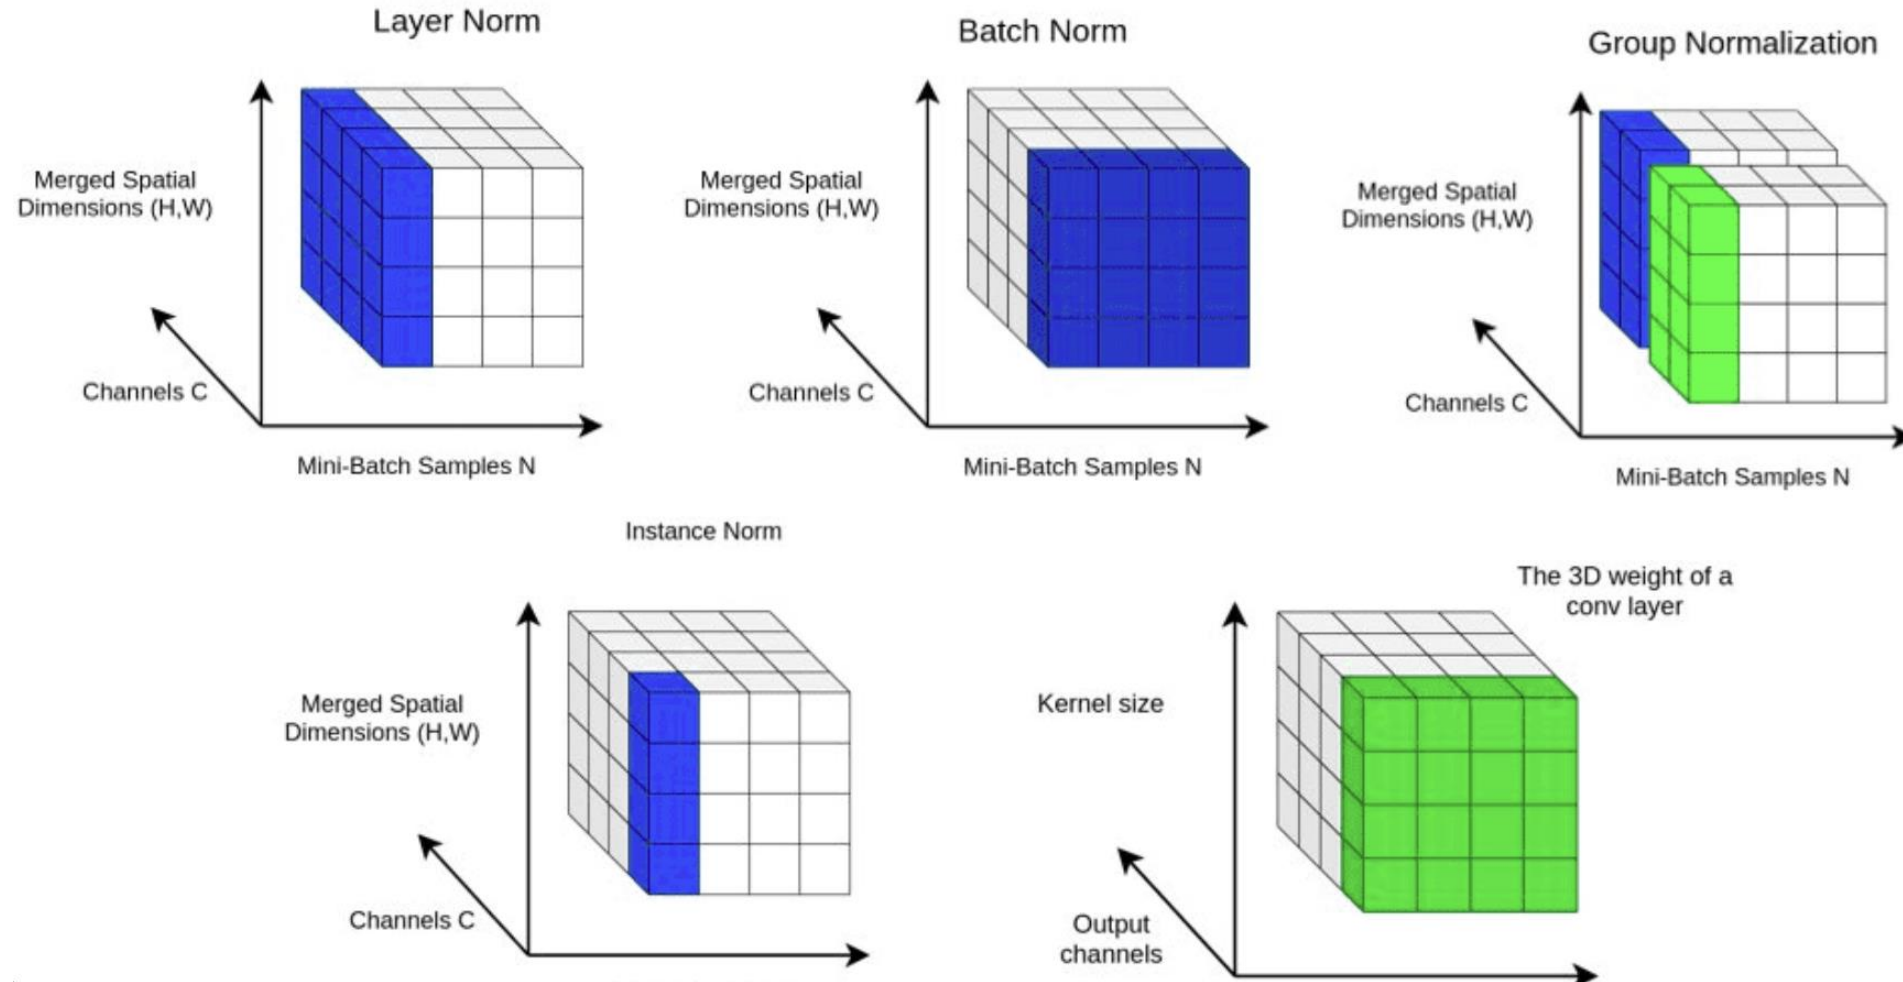 Layer Norm
Merged Spatial
Dimensions (H,W)
Channels C
Mini-Batch Samples N
Batch Norm
Merged Spatial
Dimensions (H,W)
Channels C
Mini-Batch Samples N
Group Normalization
Merged Spatial
Dimensions (H,W)
Channels C
Mini-Batch Samples N
Instance Norm
Merged Spatial
Dimensions (H,W)
Channels C
The 3D weight of a
conv layer
Kernel size
Output
channels